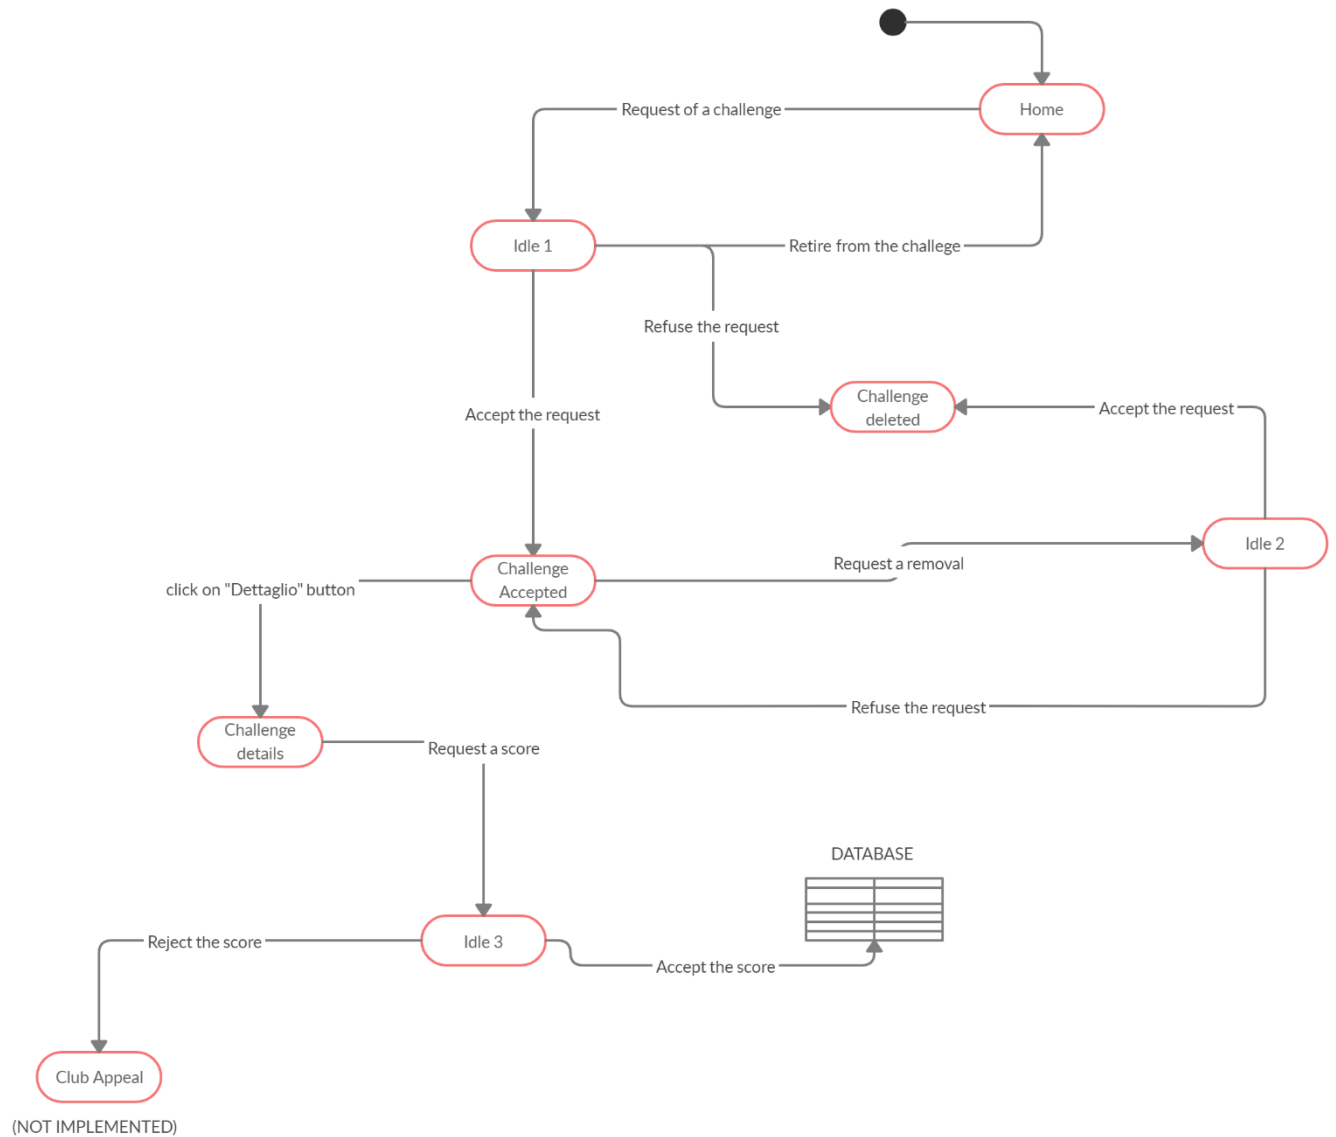 Home
Request of a challenge
Idle 1
Retire from the challege
Refuse the request
Challenge
deleted
Accept the request
Accept the request
Idle 2
Request a removal
Challenge
Accepted
click on "Dettaglio" button
Refuse the request
Challenge
details
Request a score
DATABASE
Idle 3
Reject the score
Accept the score
Club Appeal
(NOT IMPLEMENTED)